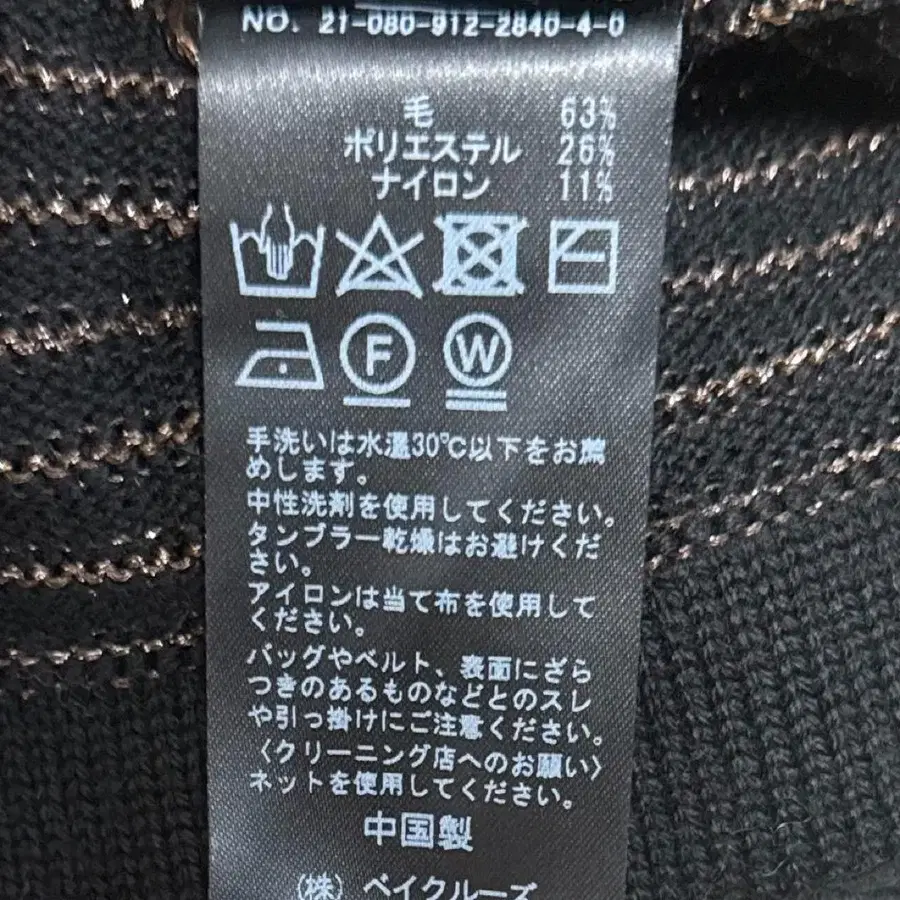 NO. 21-080-912-2840-4-0
毛 63%
ポリエステル 26%
ナイロン 11%
F W
手洗いは水温30℃以下をお薦
めします。
中性洗剤を使用してください。
タンブラー乾燥はお避けくだ
さい。
アイロンは当て布を使用して
ください。
バッグやベルト、表面にざら
つきのあるものなどとのスレ
や引っ掛けにご注意ください。
〈クリーニング店へのお願い〉
ネットを使用してください。
中国製
(株) ベイクルーズ